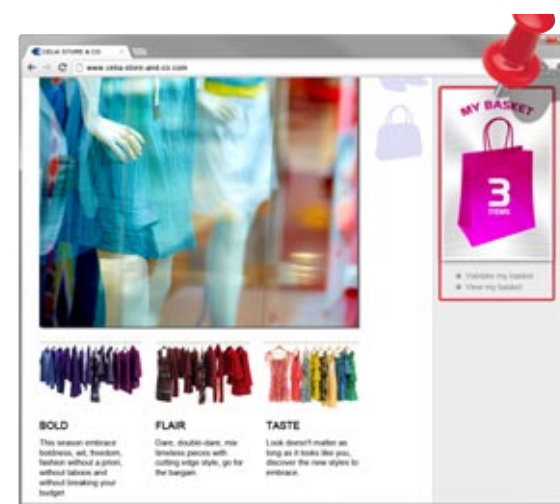 CELIA STORE & CO
www.celia-store-and-co.com
MY BASKET
3
ITEMS
Validate my basket
View my basket
BOLD
This season embrace
boldness, wit, freedom,
fashion without a priori,
without taboos and
without breaking your
budget.
FLAIR
Dare, double-dare, mix
timeless pieces with
cutting edge style, go for
the bargain.
TASTE
Look doesn't matter as
long as it looks like you,
discover the new styles to
embrace.